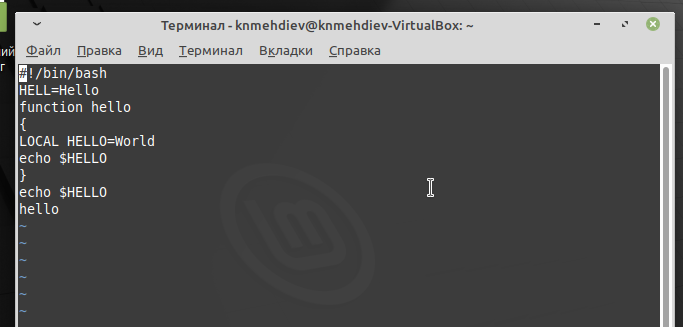 Терминал - knmehdiev@knmehdiev-VirtualBox: ~
Файл Правка Вид Терминал Вкладки Справка
#!/bin/bash
HELL=Hello
function hello
{
LOCAL HELLO=World
echo $HELLO
}
echo $HELLO
hello
~
~
~
~
~
~
ий
г